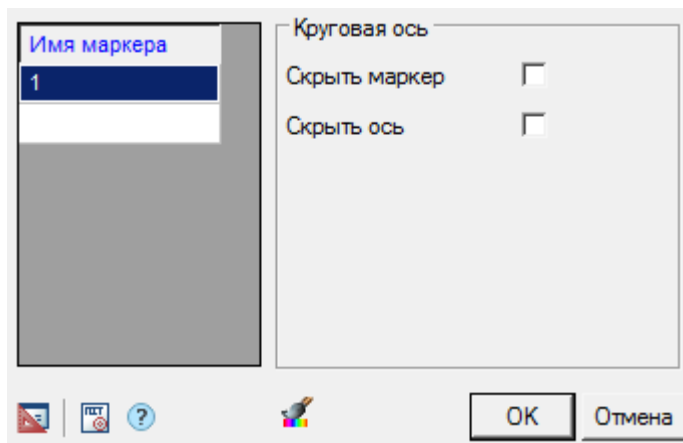 Имя маркера
1
Круговая ось
Скрыть маркер
Скрыть ось
OK
Отмена